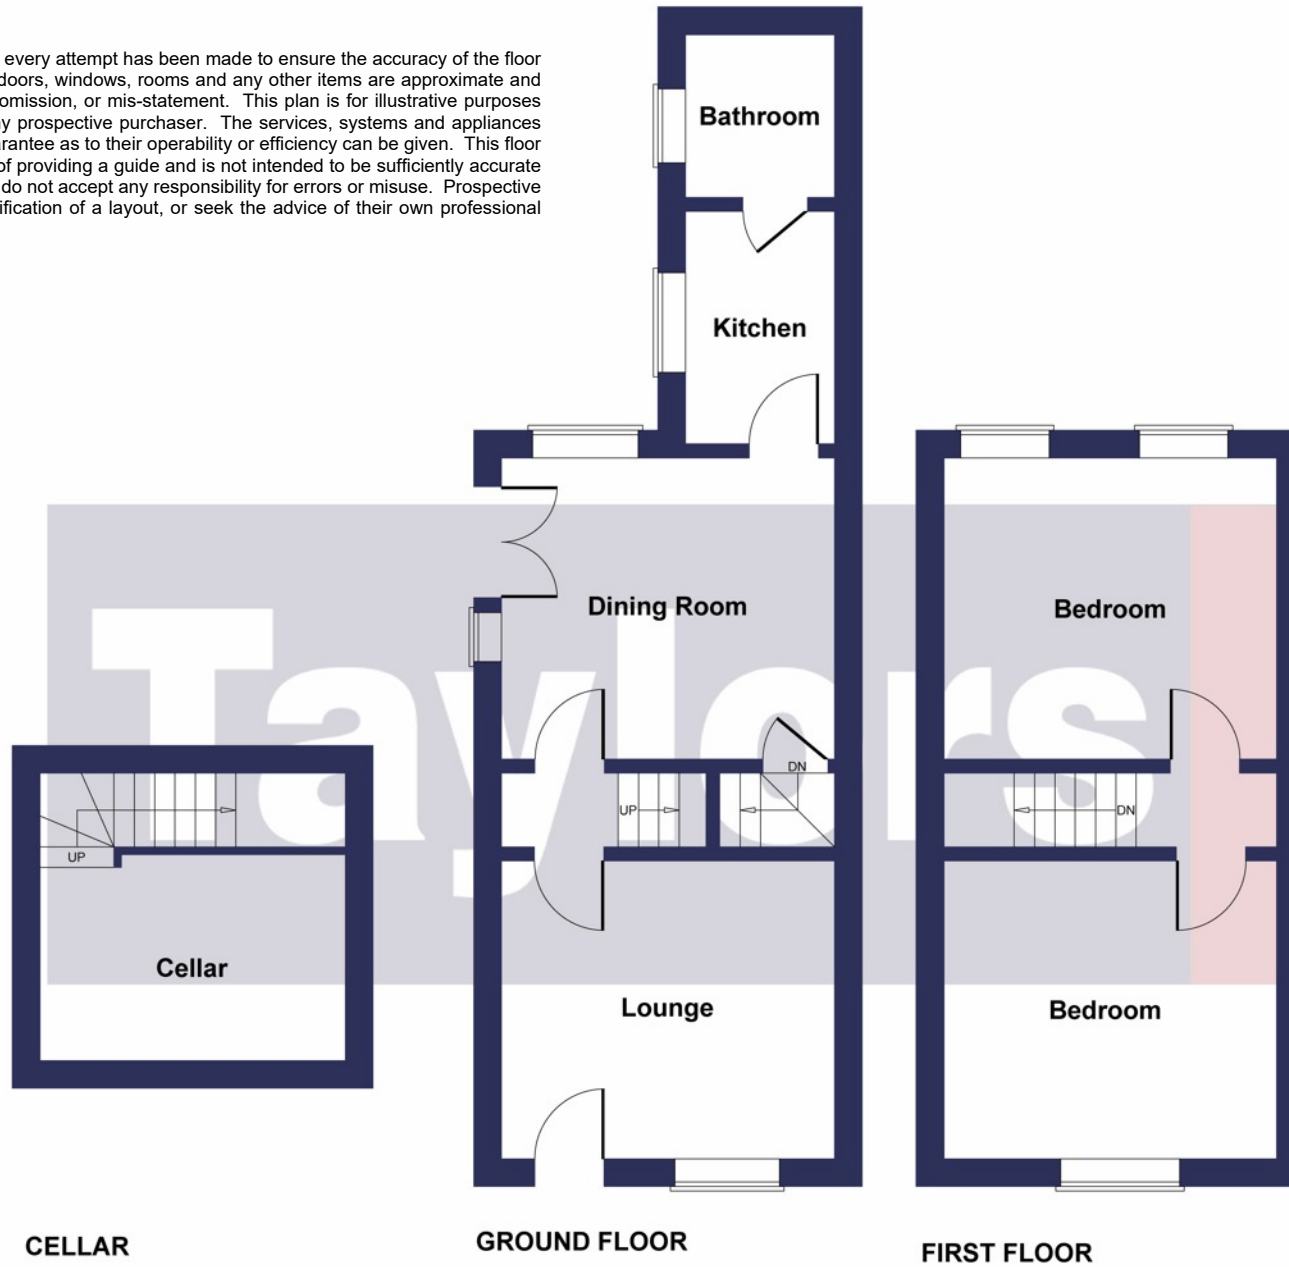 every attempt has been made to ensure the accuracy of the floor
doors, windows, rooms and any other items are approximate and
omission, or mis-statement. This plan is for illustrative purposes
prospective purchaser. The services, systems and appliances
as to their operability or efficiency can be given. This floor
of providing a guide and is not intended to be sufficiently accurate
do not accept any responsibility for errors or misuse. Prospective
of a layout, or seek the advice of their own professional
Bathroom
Kitchen
Dining Room
Bedroom
Taylors
DN
UP
DN
UP
Cellar
Lounge
Bedroom
CELLAR
GROUND FLOOR
FIRST FLOOR